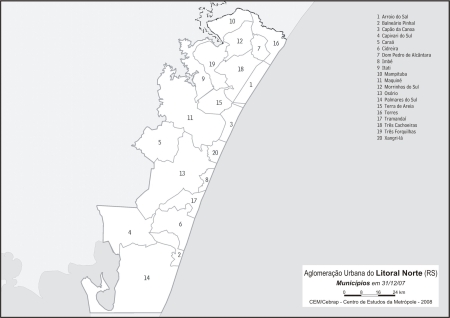 10
16
12
7
18
19
9
1
15
11
3
5
20
13
8
17
6
4
2
14
1 Arroio do Sal
2 Balneário Pinhal
3 Capão da Canoa
4 Capivari do Sul
5 Caraá
6 Cidreira
7 Dom Pedro de Alcântara
8 Imbé
9 Itati
10 Mampituba
11 Maquiné
12 Morrinhos do Sul
13 Osório
14 Palmares do Sul
15 Terra de Areia
16 Torres
17 Tramandaí
18 Três Cachoeiras
19 Três Forquilhas
20 Xangri-lá
Aglomeração Urbana do Litoral Norte (RS)
Municípios em 31/12/07
0 8 16 24 km
CEM/Cebrap - Centro de Estudos da Metrópole - 2008